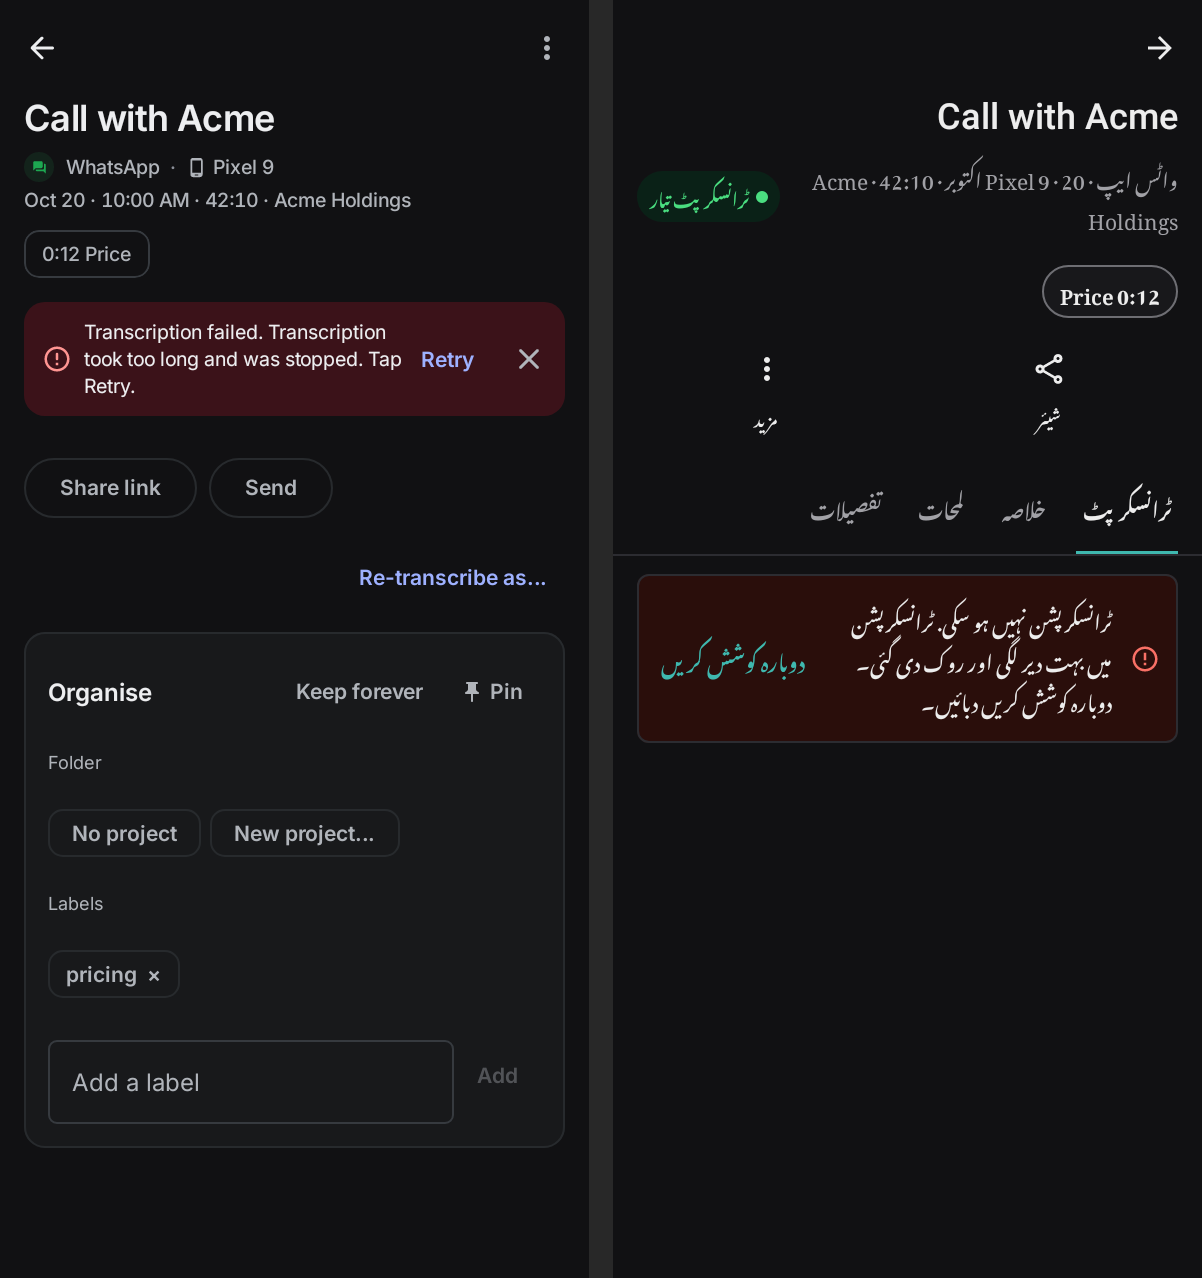 Call with Acme
WhatsApp · Pixel 9
Oct 20 · 10:00 AM · 42:10 · Acme Holdings
0:12 Price
Transcription failed. Transcription
took too long and was stopped. Tap
Retry.
Retry
Share link
Send
Re-transcribe as...
Organise
Keep forever
Pin
Folder
No project
New project...
Labels
pricing ×
Add a label
Add
Call with Acme
واٹس ایپ · Pixel 9 · 20 اکتوبر · 42:10 · Acme
Holdings
ٹرانسکرپٹ تیار
Price 0:12
شیئر
مزید
ٹرانسکرپٹ
خلاصہ
لمحات
تفصیلات
ٹرانسکرپشن نہیں ہو سکی. ٹرانسکرپشن
میں بہت دیر لگی اور روک دی گئی۔
دوبارہ کوشش کریں دبائیں۔
دوبارہ کوشش کریں